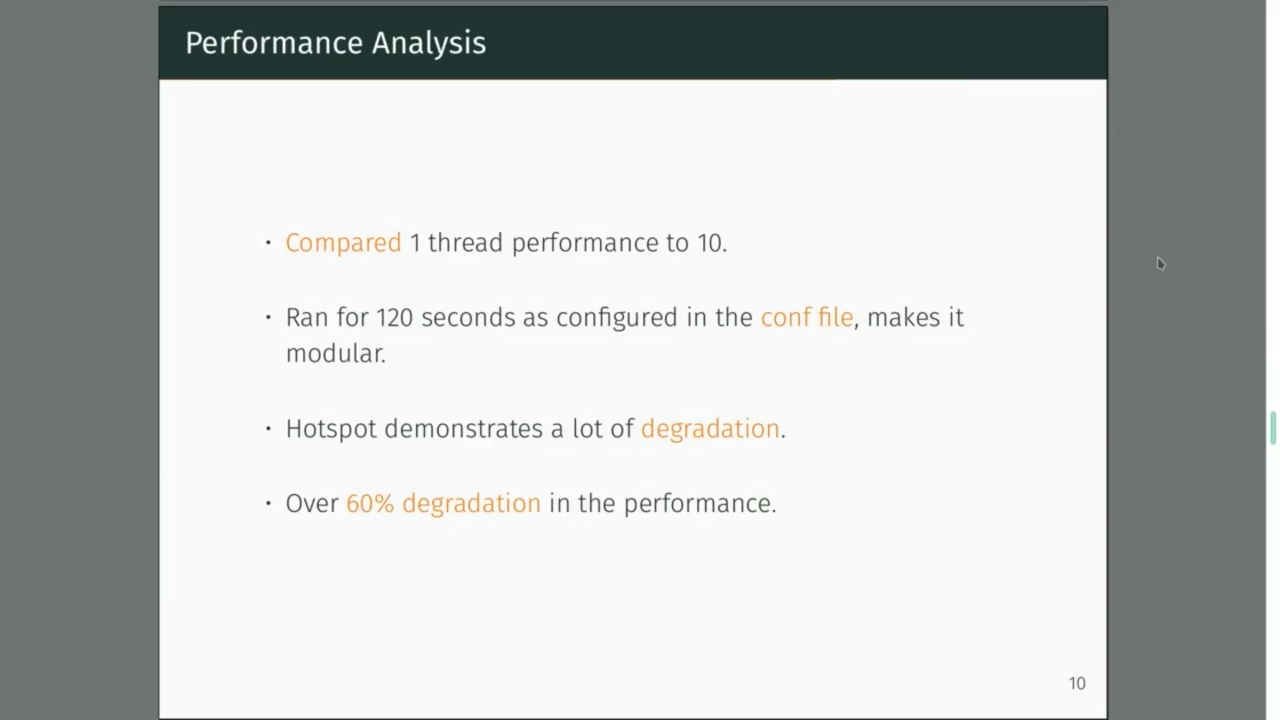 Performance Analysis
• Compared 1 thread performance to 10.
• Ran for 120 seconds as configured in the conf file, makes it
modular.
• Hotspot demonstrates a lot of degradation.
• Over 60% degradation in the performance.
10